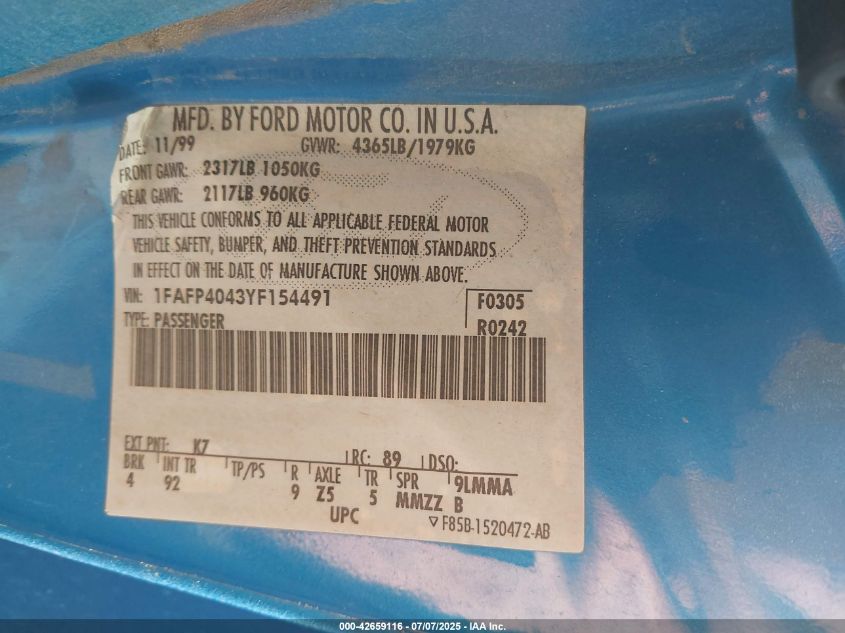 MFD. BY FORD MOTOR CO. IN U.S.A.
DATE: 11/99 GVWR: 4365LB/1979KG
FRONT GAWR: 2317LB 1050KG
REAR GAWR: 2117LB 960KG
THIS VEHICLE CONFORMS TO ALL APPLICABLE FEDERAL MOTOR
VEHICLE SAFETY, BUMPER, AND THEFT PREVENTION STANDARDS
IN EFFECT ON THE DATE OF MANUFACTURE SHOWN ABOVE.
VIN: 1FAFP4043YF154491 F0305
TYPE: PASSENGER R0242
EXT PNT: K7 RC: 89 DSO:
BRK INT TR TP/PS R AXLE TR SPR 9LMMA
4 92 9 Z5 5 MMZZ B
UPC ▽F85B-1520472-AB
000-42659116 - 07/07/2025 - IAA Inc.